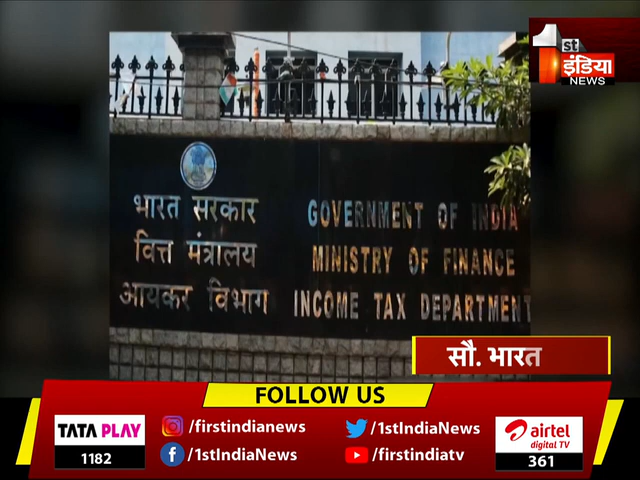 1st
इंडिया
NEWS
भारत सरकार
वित्त मंत्रालय
आयकर विभाग
GOVERNMENT OF INDIA
MINISTRY OF FINANCE
INCOME TAX DEPARTMENT
सौ. भारत
FOLLOW US
TATA PLAY
1182
/firstindianews
/1stIndiaNews
/1stIndiaNews
/firstindiatv
airtel
digital TV
361